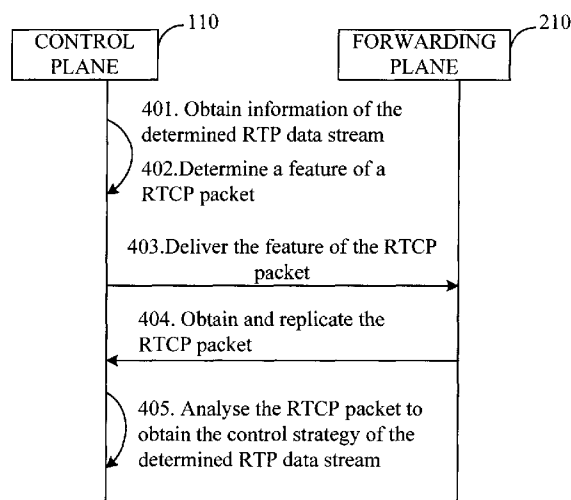 110
CONTROL
PLANE
210
FORWARDING
PLANE
401. Obtain information of the
determined RTP data stream
402.Determine a feature of a
RTCP packet
403.Deliver the feature of the RTCP
packet
404. Obtain and replicate the
RTCP packet
405. Analyse the RTCP packet to
obtain the control strategy of the
determined RTP data stream